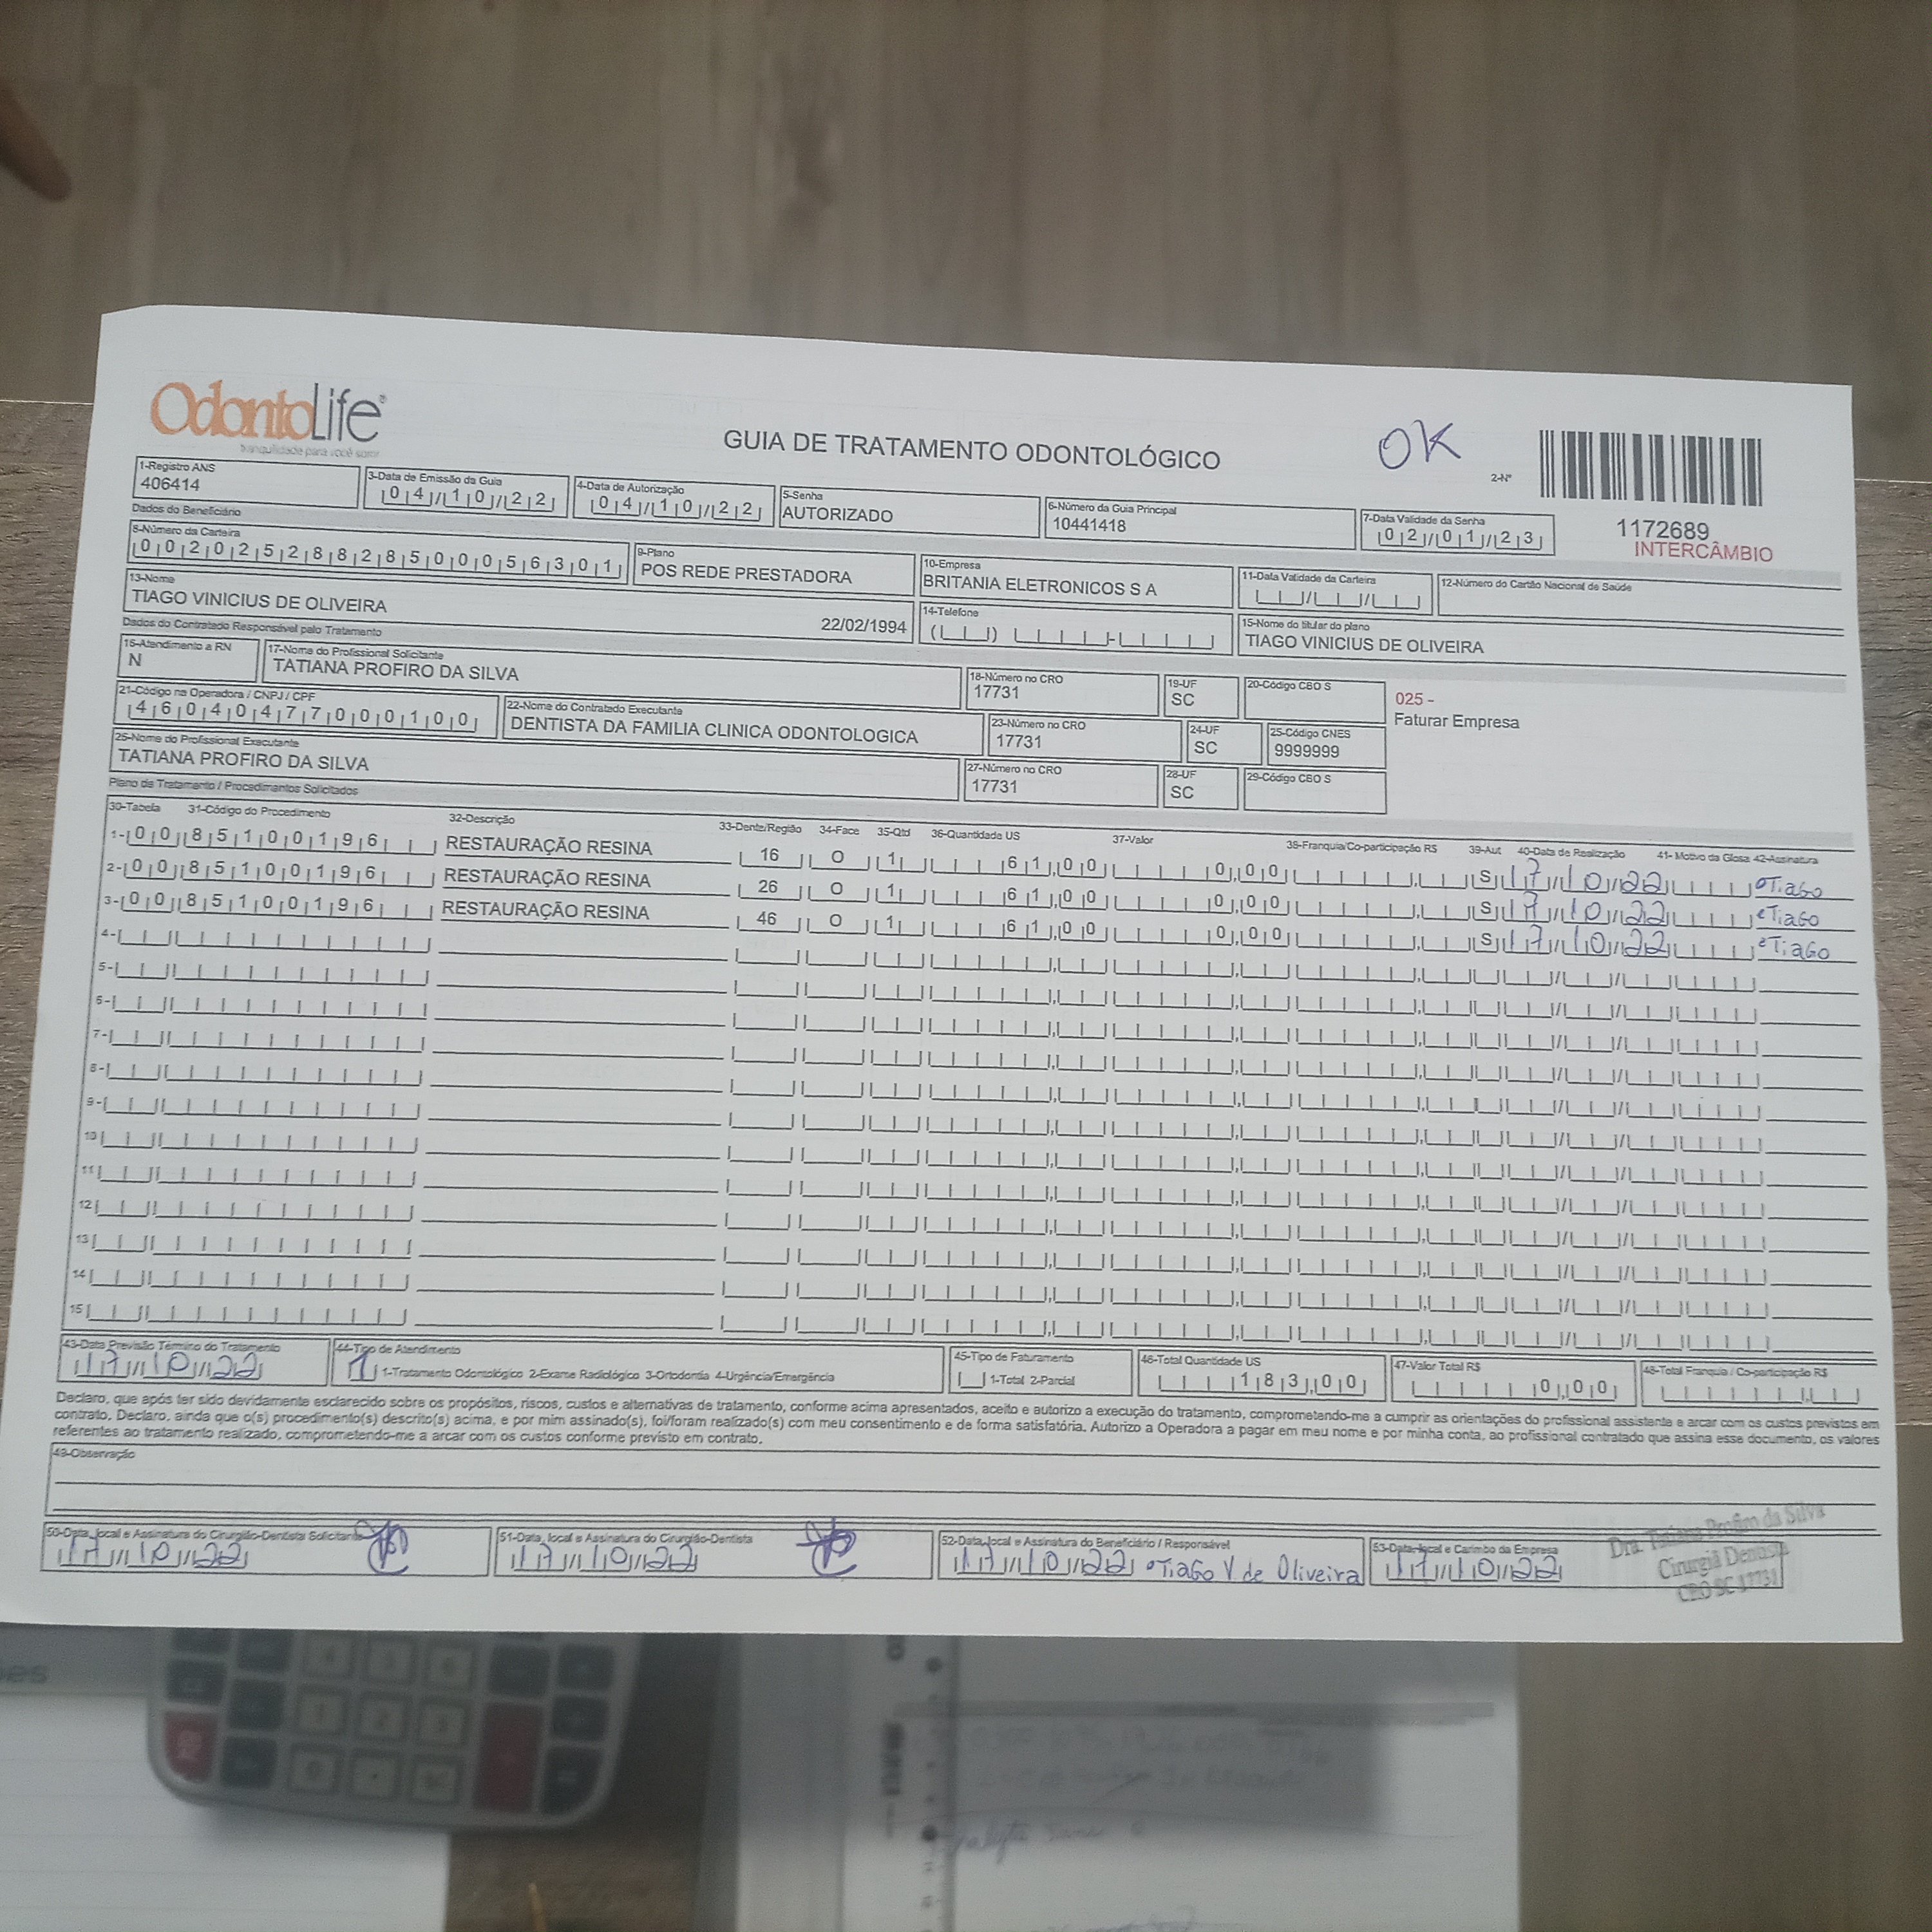 OdontoLife®
tranquilidade para você sorrir
GUIA DE TRATAMENTO ODONTOLÓGICO
OK
2-Nº
1172689
INTERCÂMBIO
1-Registro ANS
406414
3-Data de Emissão da Guia
04/10/22
4-Data de Autorização
04/10/22
5-Senha
AUTORIZADO
6-Número da Guia Principal
10441418
7-Data Validade da Senha
02/01/23
Dados do Beneficiário
8-Número da Carteira
00202528828500056301
9-Plano
POS REDE PRESTADORA
10-Empresa
BRITANIA ELETRONICOS S A
11-Data Validade da Carteira
12-Número do Cartão Nacional de Saúde
13-Nome
TIAGO VINICIUS DE OLIVEIRA 22/02/1994
14-Telefone
15-Nome do titular do plano
TIAGO VINICIUS DE OLIVEIRA
Dados do Contratado Responsável pelo Tratamento
16-Atendimento a RN
N
17-Nome do Profissional Solicitante
TATIANA PROFIRO DA SILVA
18-Número no CRO
17731
19-UF
SC
20-Código CBO S
025 -
Faturar Empresa
21-Código na Operadora / CNPJ / CPF
46040477000100
22-Nome do Contratado Executante
DENTISTA DA FAMILIA CLINICA ODONTOLOGICA
23-Número no CRO
17731
24-UF
SC
25-Código CNES
9999999
26-Nome do Profissional Executante
TATIANA PROFIRO DA SILVA
27-Número no CRO
17731
28-UF
SC
29-Código CBO S
Plano de Tratamento / Procedimentos Solicitados
30-Tabela 31-Código do Procedimento 32-Descrição 33-Dente/Região 34-Face 35-Qtd 36-Quantidade US 37-Valor 38-Franquia/Co-participação R$ 39-Aut 40-Data de Realização 41- Motivo da Glosa 42-Assinatura
1- 00 85100196 RESTAURAÇÃO RESINA 16 O 1 61,00 0,00 S 17/10/22 Tiago
2- 00 85100196 RESTAURAÇÃO RESINA 26 O 1 61,00 0,00 S 17/10/22 Tiago
3- 00 85100196 RESTAURAÇÃO RESINA 46 O 1 61,00 0,00 S 17/10/22 Tiago
4-
5-
6-
7-
8-
9-
10
11
12
13
14
15
43-Data Previsão Término do Tratamento
17/10/22
44-Tipo de Atendimento
1 1-Tratamento Odontológico 2-Exame Radiológico 3-Ortodontia 4-Urgência/Emergência
45-Tipo de Faturamento
1-Total 2-Parcial
46-Total Quantidade US
183,00
47-Valor Total R$
0,00
48-Total Franquia / Co-participação R$
Declaro, que após ter sido devidamente esclarecido sobre os propósitos, riscos, custos e alternativas de tratamento, conforme acima apresentados, aceito e autorizo a execução do tratamento, comprometendo-me a cumprir as orientações do profissional assistente e arcar com os custos previstos em
contrato. Declaro, ainda que o(s) procedimento(s) descrito(s) acima, e por mim assinado(s), foi/foram realizado(s) com meu consentimento e de forma satisfatória. Autorizo a Operadora a pagar em meu nome e por minha conta, ao profissional contratado que assina esse documento, os valores
referentes ao tratamento realizado, comprometendo-me a arcar com os custos conforme previsto em contrato.
49-Observação
50-Data, local e Assinatura do Cirurgião-Dentista Solicitante
17/10/22
51-Data, local e Assinatura do Cirurgião-Dentista
17/10/22
52-Data, local e Assinatura do Beneficiário / Responsável
17/10/22 Tiago V. de Oliveira
53-Data, local e Carimbo da Empresa
17/10/22
Dra. Tatiana Profiro da Silva
Cirurgiã Dentista
CRO SC 17731